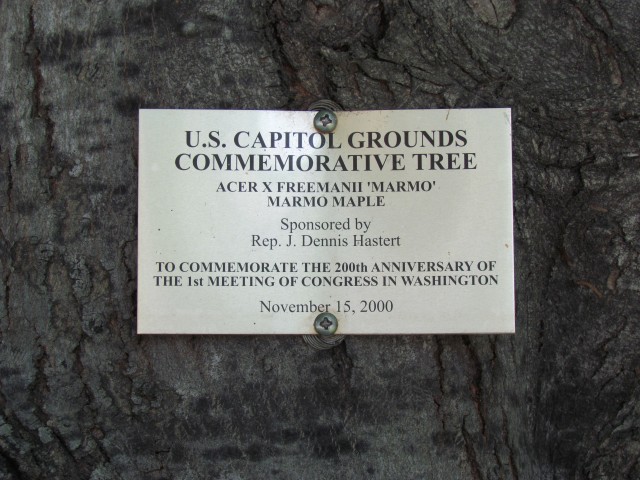 U.S. CAPITOL GROUNDS
COMMEMORATIVE TREE
ACER X FREEMANII 'MARMO'
MARMO MAPLE
Sponsored by
Rep. J. Dennis Hastert
TO COMMEMORATE THE 200th ANNIVERSARY OF
THE 1st MEETING OF CONGRESS IN WASHINGTON
November 15, 2000